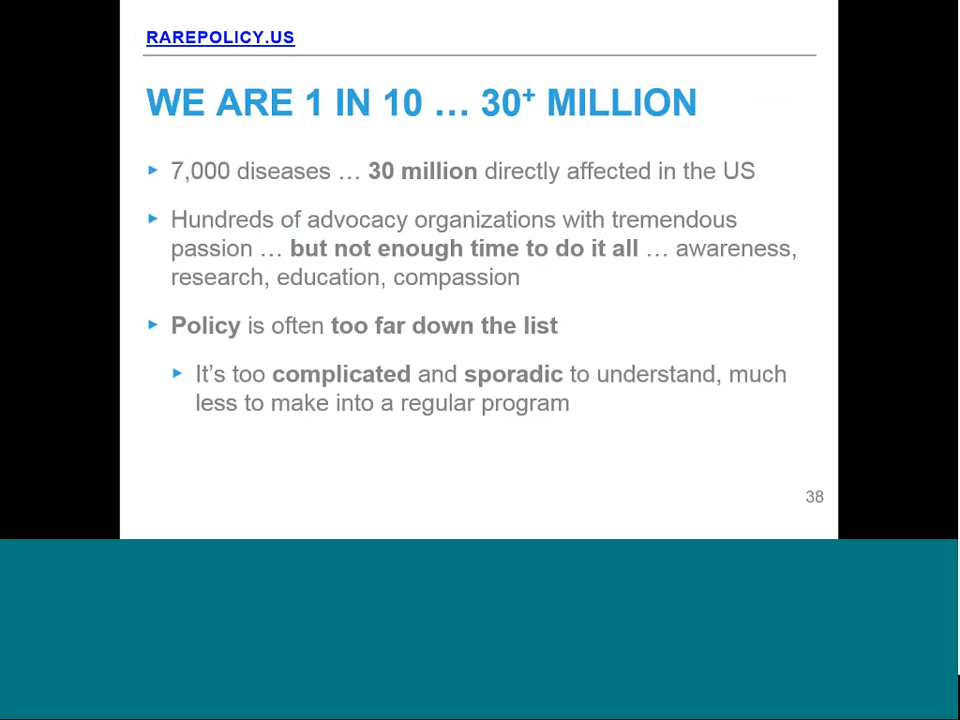 RAREPOLICY.US
WE ARE 1 IN 10 … 30+ MILLION
7,000 diseases … 30 million directly affected in the US
Hundreds of advocacy organizations with tremendous
passion … but not enough time to do it all … awareness,
research, education, compassion
Policy is often too far down the list
It’s too complicated and sporadic to understand, much
less to make into a regular program
38